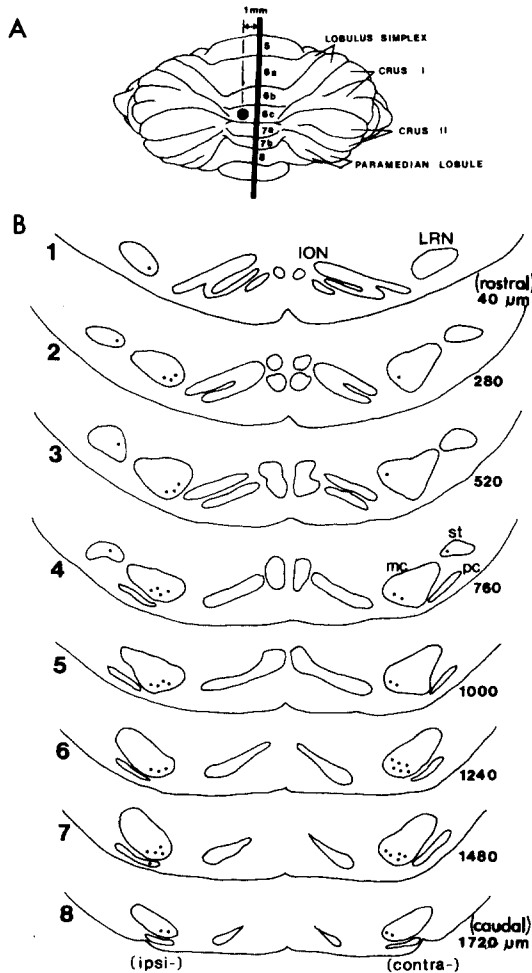 A
1mm
5
LOBULUS SIMPLEX
6a
CRUS I
6b
6c
7a
CRUS II
7b
8
PARAMEDIAN LOBULE
B
1
ION
LRN
(rostral)
40 μm
2
280
3
520
4
st
mc
pc
760
5
1000
6
1240
7
1480
8
(caudal)
1720 μm
(ipsi-)
(contra-)